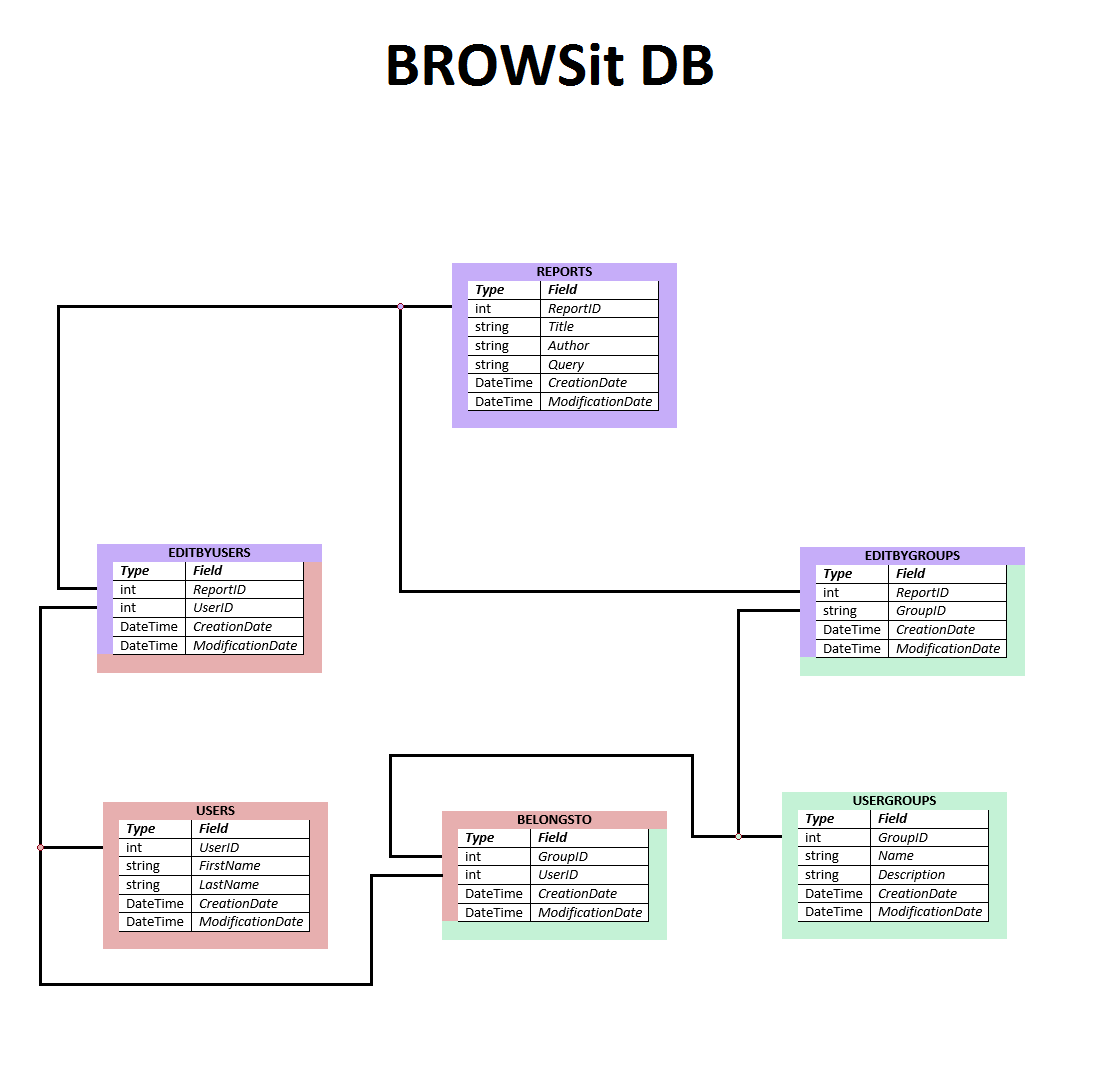 BROWSit DB
REPORTS
Type Field
int ReportID
string Title
string Author
string Query
DateTime CreationDate
DateTime ModificationDate
EDITBYUSERS
Type Field
int ReportID
int UserID
DateTime CreationDate
DateTime ModificationDate
EDITBYGROUPS
Type Field
int ReportID
string GroupID
DateTime CreationDate
DateTime ModificationDate
USERS
Type Field
int UserID
string FirstName
string LastName
DateTime CreationDate
DateTime ModificationDate
BELONGSTO
Type Field
int GroupID
int UserID
DateTime CreationDate
DateTime ModificationDate
USERGROUPS
Type Field
int GroupID
string Name
string Description
DateTime CreationDate
DateTime ModificationDate